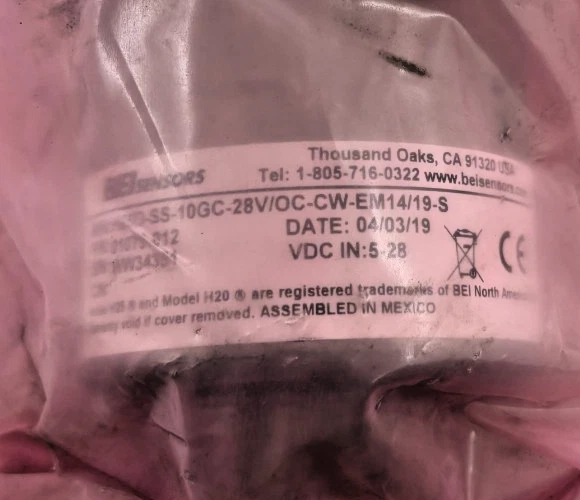 BEI SENSORS
Thousand Oaks, CA 91320 USA
Tel: 1-805-716-0322 www.beisensors.com
-SS-10GC-28V/OC-CW-EM14/19-S
DATE: 04/03/19
VDC IN:5-28
CE
® and Model H20 ® are registered trademarks of BEI North
void if cover removed. ASSEMBLED IN MEXICO